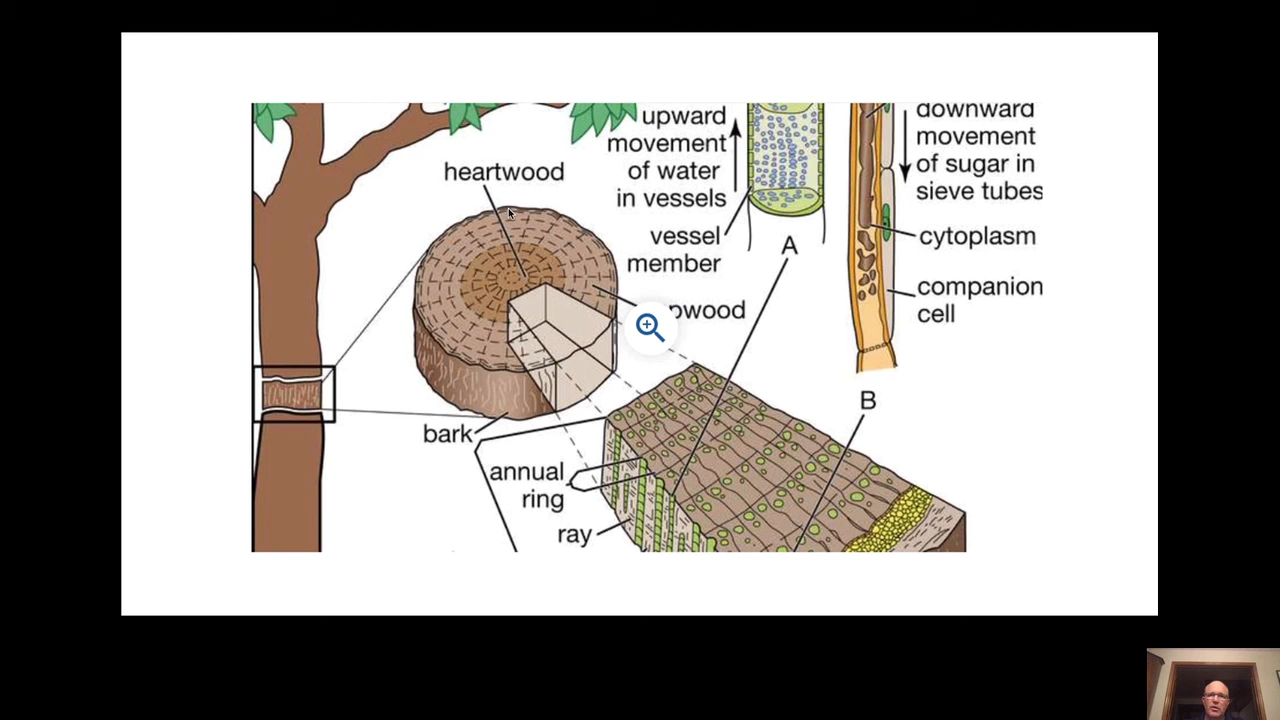 heartwood
upward
movement
of water
in vessels
vessel
member
A
downward
movement
of sugar in
sieve tubes
cytoplasm
companion
cell
pwood
bark
annual
ring
ray
B